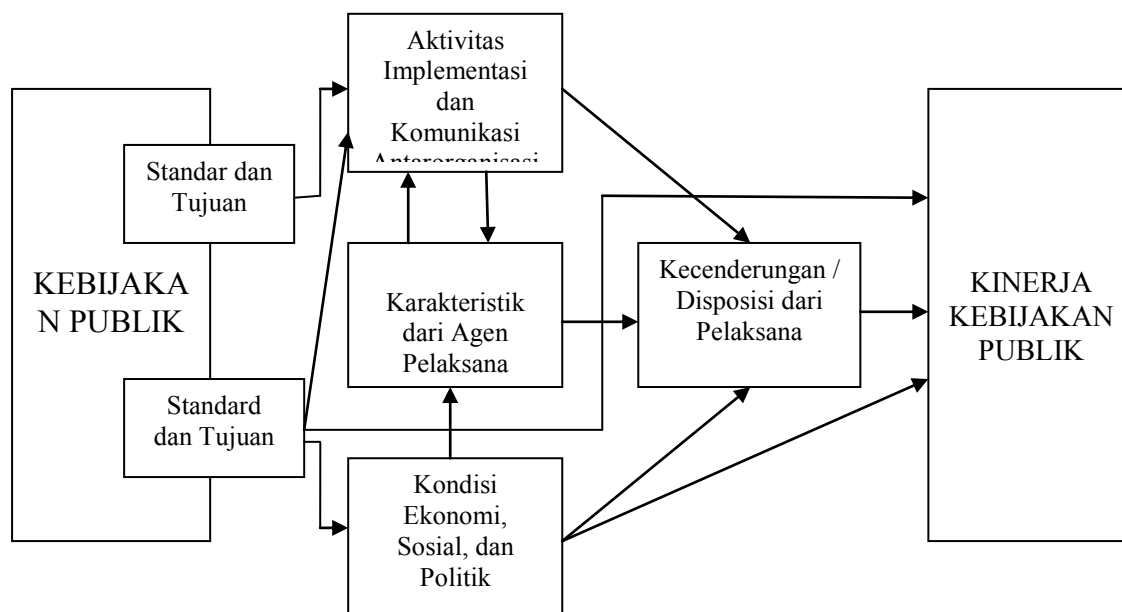 Aktivitas
Implementasi
dan
Komunikasi
Antarorganisasi
Standar dan
Tujuan
KEBIJAKA
N PUBLIK
Karakteristik
dari Agen
Pelaksana
Kecenderungan /
Disposisi dari
Pelaksana
KINERJA
KEBIJAKAN
PUBLIK
Standard
dan Tujuan
Kondisi
Ekonomi,
Sosial, dan
Politik